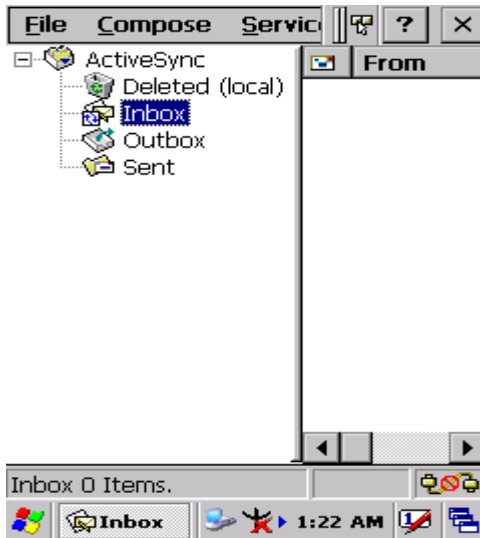 File Compose Servic ?
ActiveSync
From
Deleted (local)
Inbox
Outbox
Sent
Inbox 0 Items.
Inbox 1:22 AM